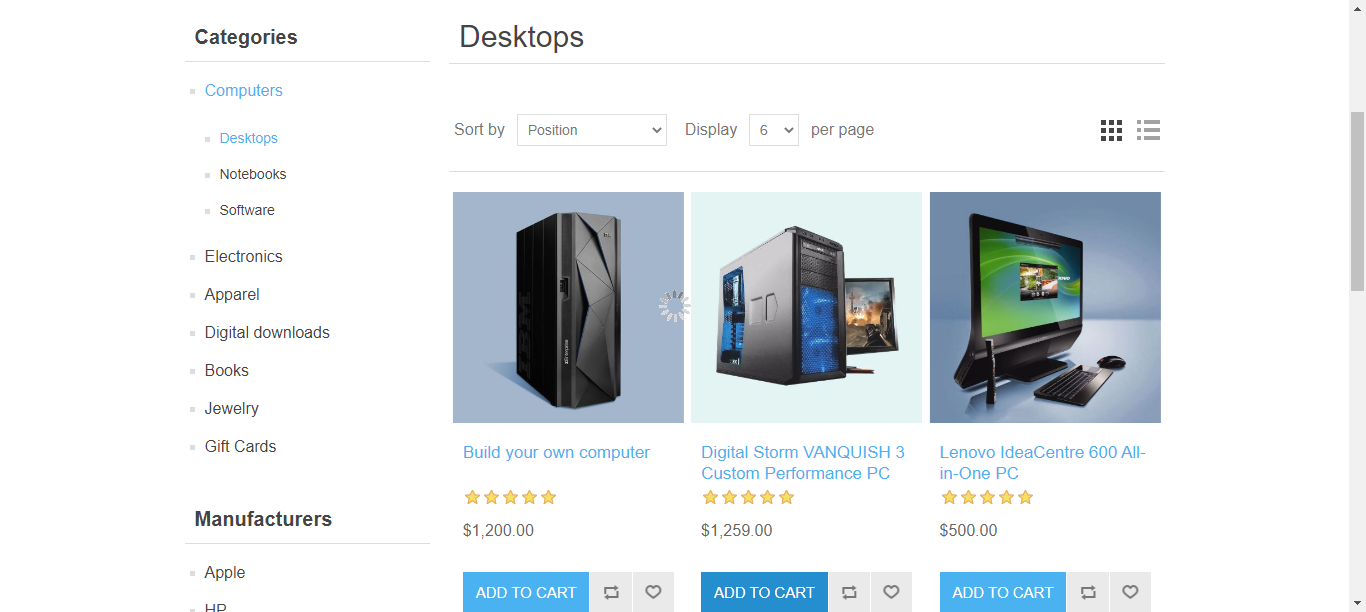 Categories
Computers
Desktops
Notebooks
Software
Electronics
Apparel
Digital downloads
Books
Jewelry
Gift Cards
Manufacturers
Apple
HP
Desktops
Sort by Position Display 6 per page
Build your own computer
$1,200.00
ADD TO CART
Digital Storm VANQUISH 3
Custom Performance PC
$1,259.00
ADD TO CART
Lenovo IdeaCentre 600 All-
in-One PC
$500.00
ADD TO CART